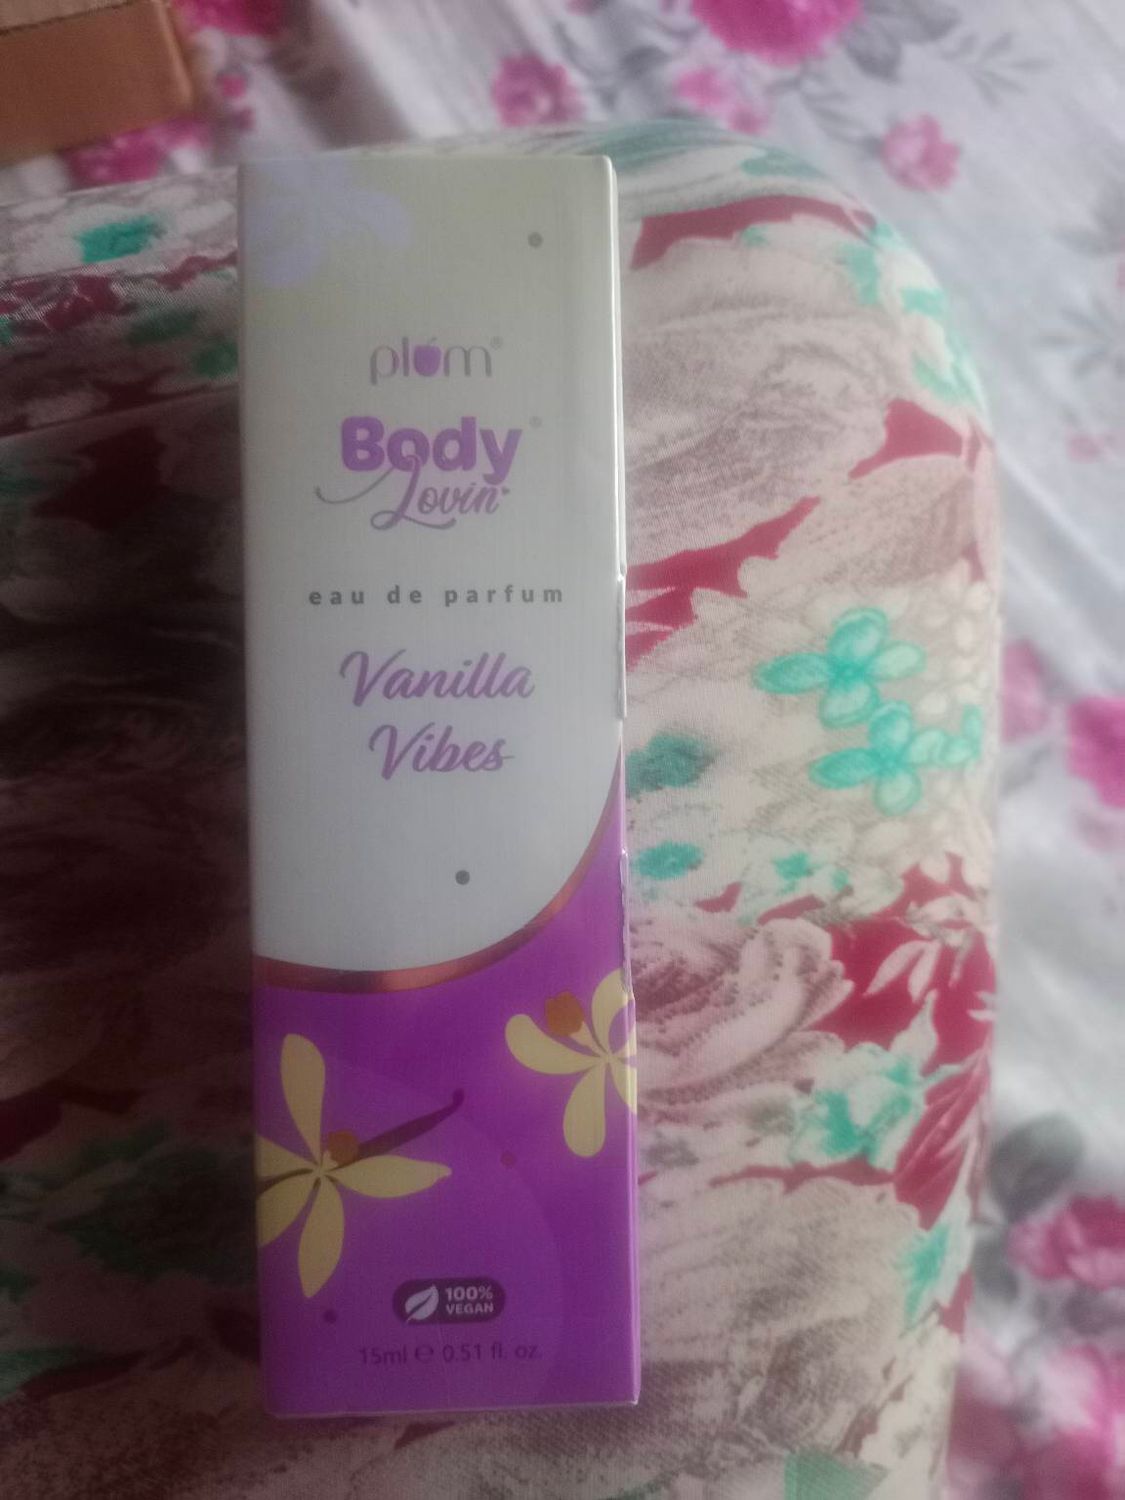 plum®
Body®
Lovin'
eau de parfum
Vanilla
Vibes
100%
VEGAN
15ml ℮ 0.51 fl. oz.